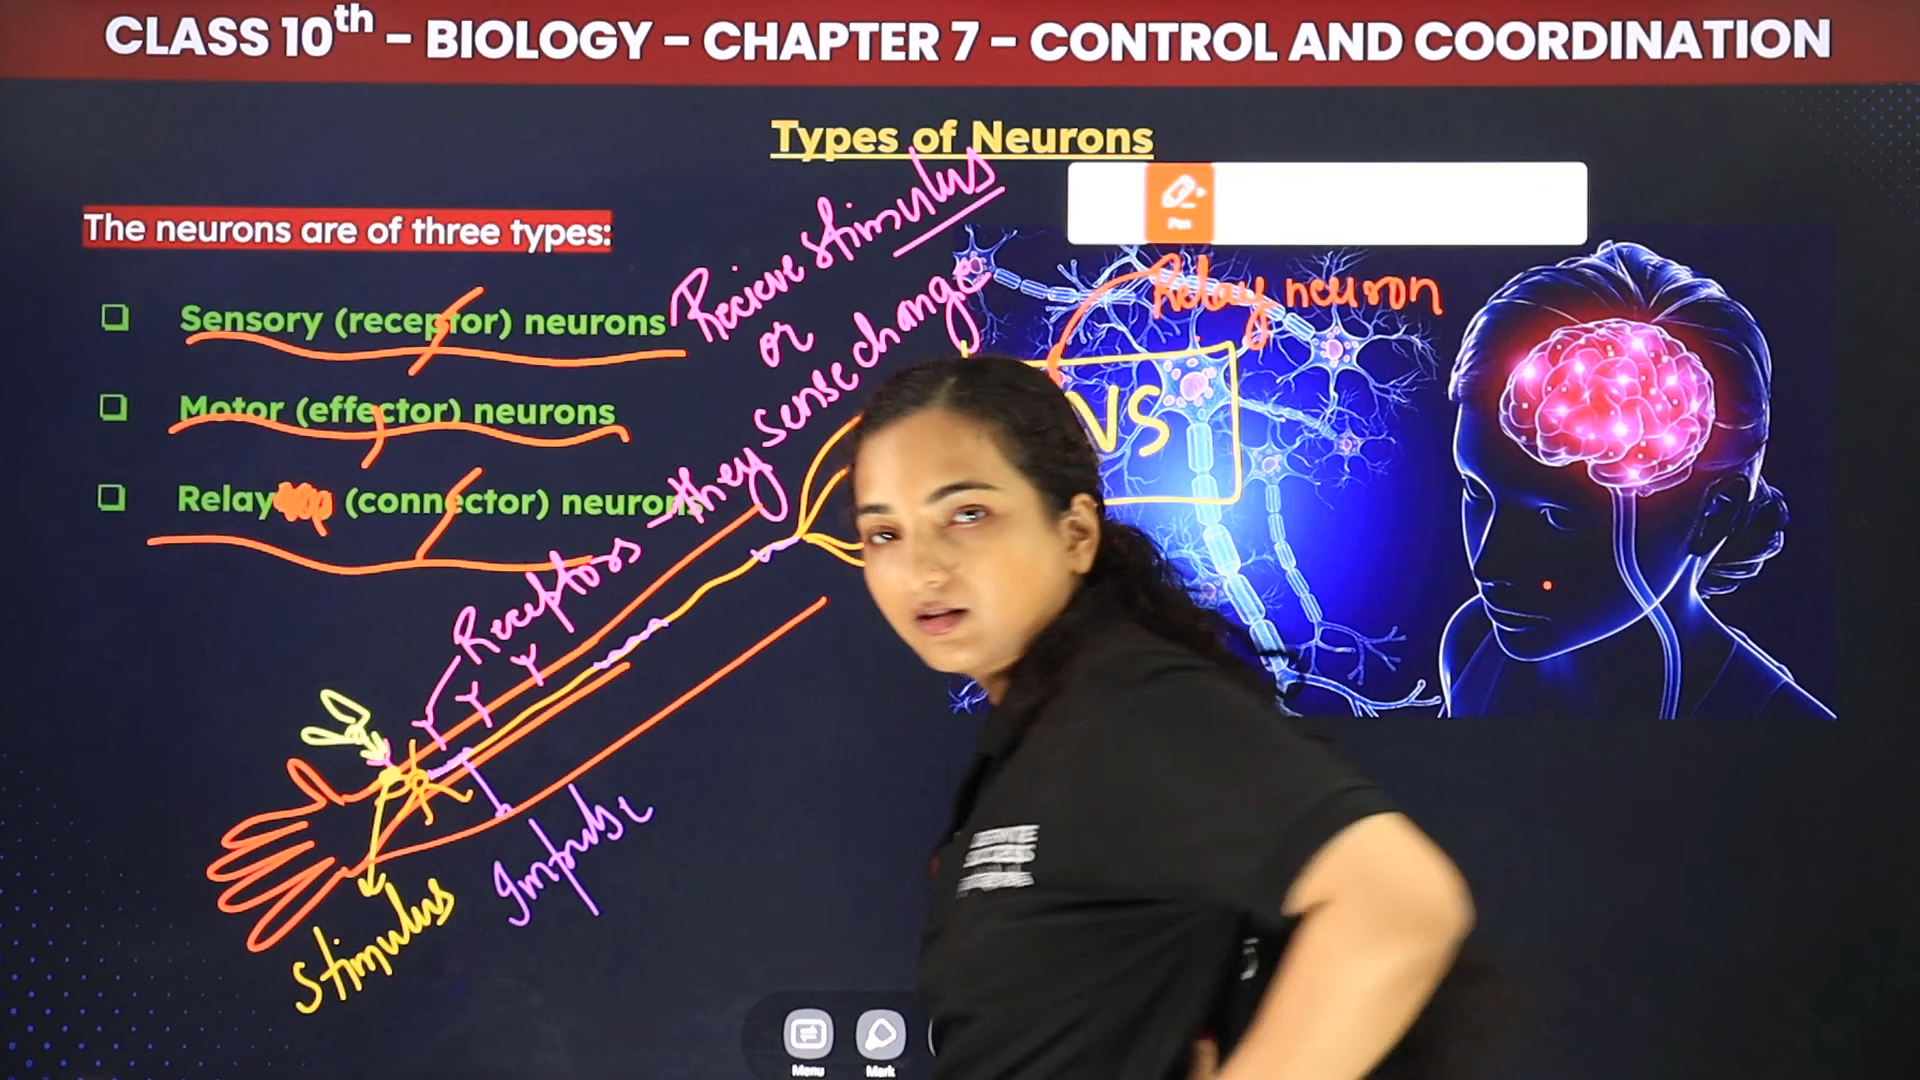 CLASS 10th - BIOLOGY - CHAPTER 7 - CONTROL AND COORDINATION
Types of Neurons
Pen
The neurons are of three types:
Sensory (receptor) neurons
Motor (effector) neurons
Relay (connector) neurons
Recieve stimulus
or
Receptors - they sense change
Relay neuron
NS
Impulse
Stimulus
Menu
Mark